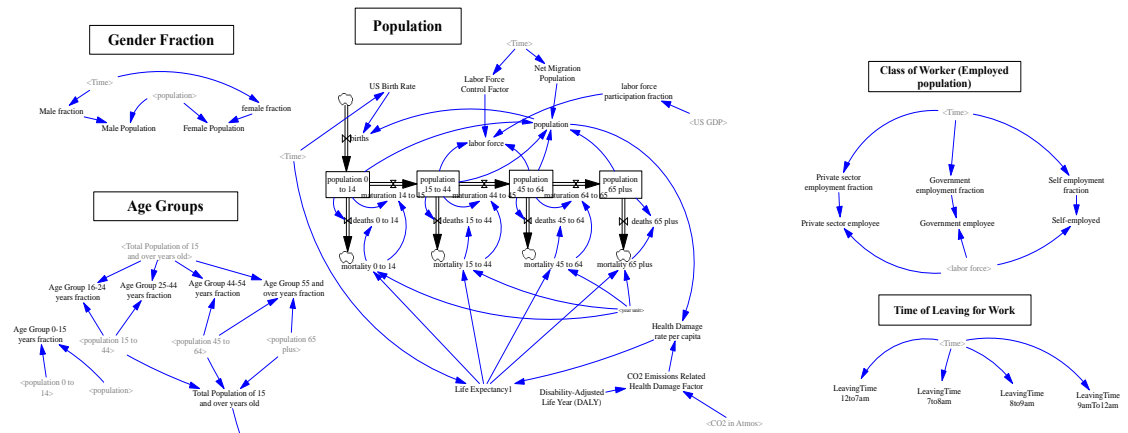 Gender Fraction
<Time>
<population>
Male fraction
female fraction
Male Population
Female Population
Age Groups
<Total Population of 15
and over years old>
Age Group 16-24
years fraction
Age Group 25-44
years fraction
Age Group 44-54
years fraction
Age Group 55 and
over years fraction
Age Group 0-15
years fraction
<population 15 to
44>
<population 45 to
64>
<population 65
plus>
<population 0 to
14>
<population>
Total Population of 15
and over years old
Population
<Time>
US Birth Rate
Labor Force
Control Factor
Net Migration
Population
labor force
participation fraction
<US GDP>
births
population
labor force
<Time>
population 0
to 14
population
15 to 44
population
45 to 64
population
65 plus
maturation 14 to 15
maturation 44 to 45
maturation 64 to 65
deaths 0 to 14
deaths 15 to 44
deaths 45 to 64
deaths 65 plus
mortality 0 to 14
mortality 15 to 44
mortality 45 to 64
mortality 65 plus
<year unit>
Health Damage
rate per capita
Life Expectancy1
Disability-Adjusted
Life Year (DALY)
CO2 Emissions Related
Health Damage Factor
<CO2 in Atmos>
Class of Worker (Employed
population)
<Time>
Private sector
employment fraction
Government
employment fraction
Self employment
fraction
Private sector employee
Government employee
Self-employed
<labor force>
Time of Leaving for Work
<Time>
LeavingTime
12to7am
LeavingTime
7to8am
LeavingTime
8to9am
LeavingTime
9amTo12am